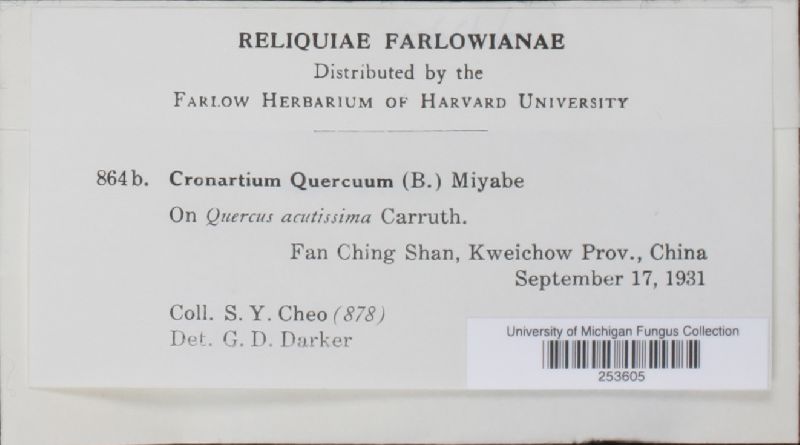 RELIQUIAE FARLOWIANAE
Distributed by the
FARLOW HERBARIUM OF HARVARD UNIVERSITY
864b. Cronartium Quercuum (B.) Miyabe
On Quercus acutissima Carruth.
Fan Ching Shan, Kweichow Prov., China
September 17, 1931
Coll. S. Y. Cheo (878)
Det. G. D. Darker
University of Michigan Fungus Collection
253605